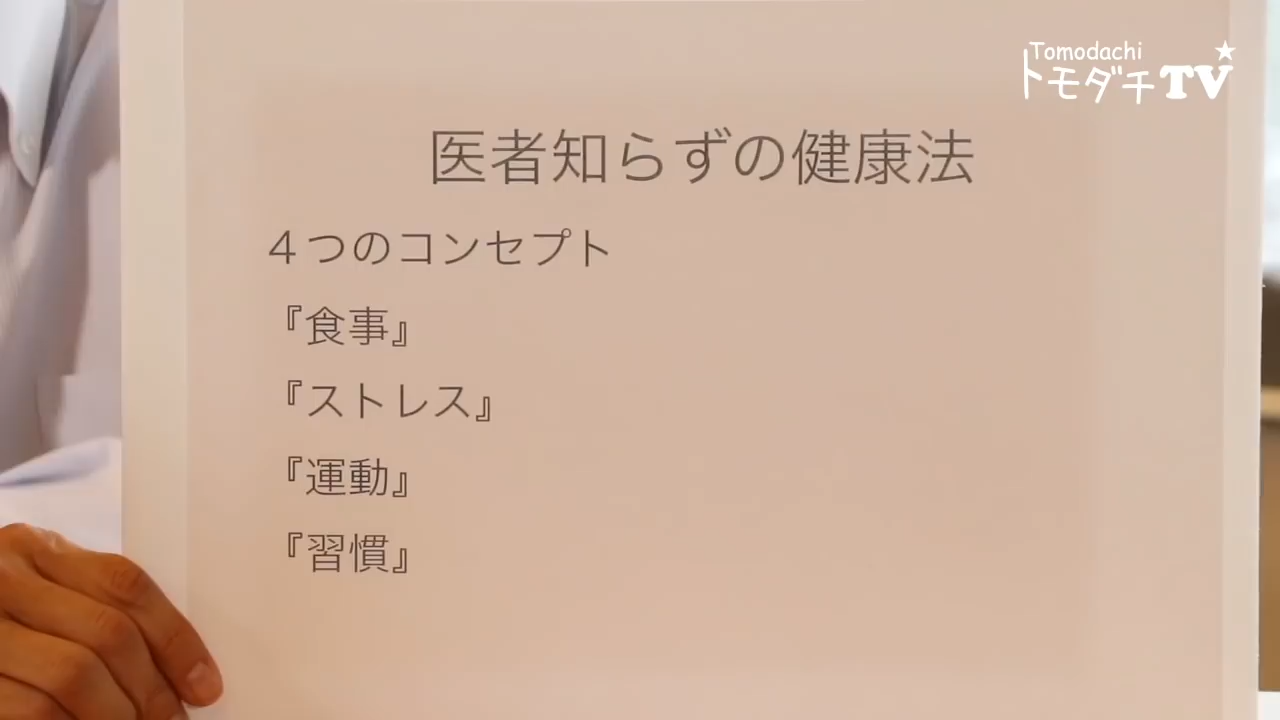 Tomodachi
トモダチTV
医者知らずの健康法
４つのコンセプト
『食事』
『ストレス』
『運動』
『習慣』